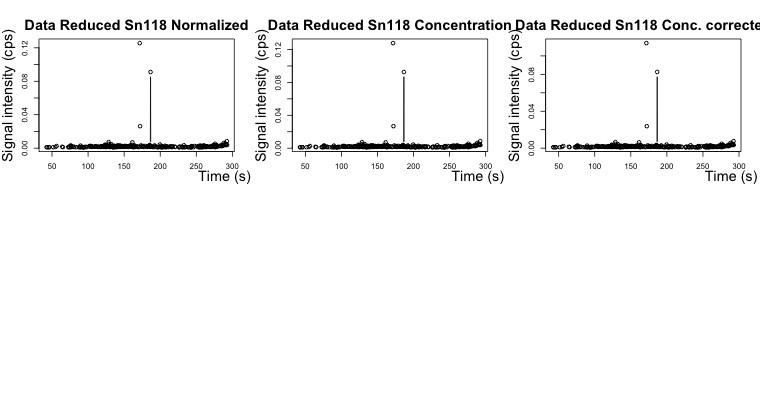 Data Reduced Sn118 Normalized
Signal intensity (cps)
0.00 0.04 0.08 0.12
50 100 150 200 250 300
Time (s)
Data Reduced Sn118 Concentration
Signal intensity (cps)
0.00 0.04 0.08 0.12
50 100 150 200 250 300
Time (s)
Data Reduced Sn118 Conc. correcte
Signal intensity (cps)
0.00 0.04 0.08
50 100 150 200 250 300
Time (s)